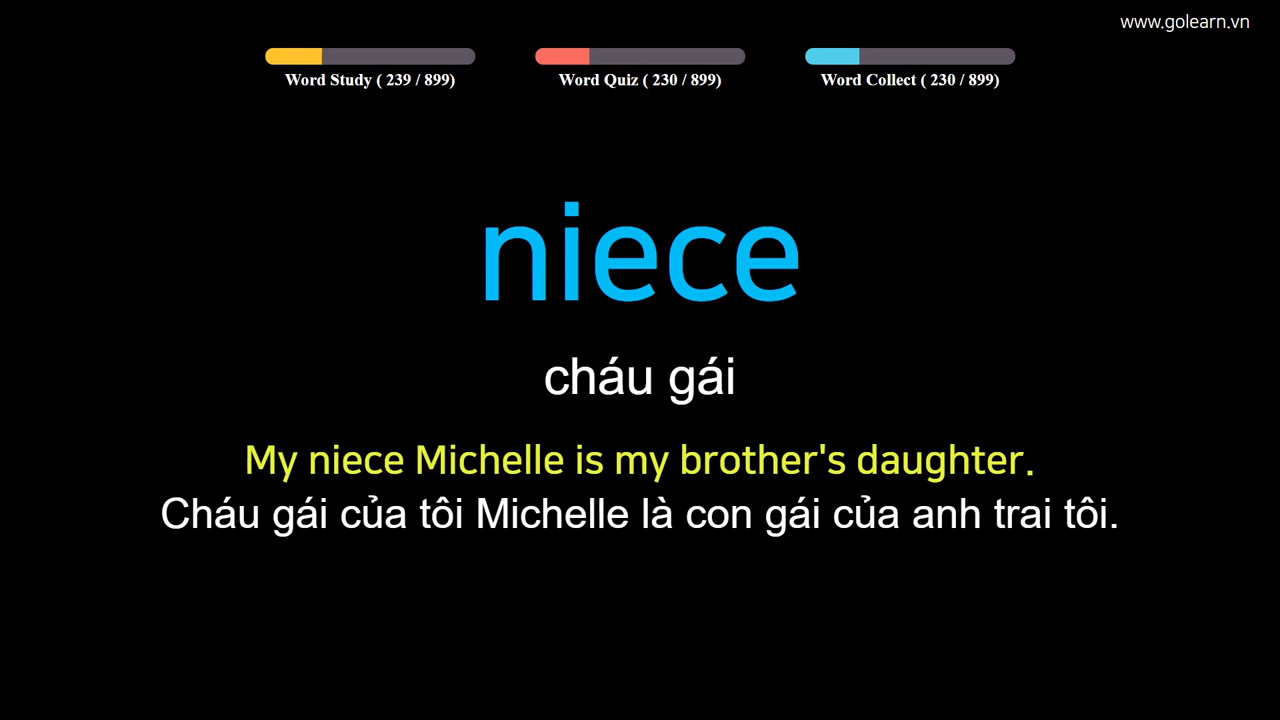 www.golearn.vn
Word Study ( 239 / 899)
Word Quiz ( 230 / 899)
Word Collect ( 230 / 899)
niece
cháu gái
My niece Michelle is my brother's daughter.
Cháu gái của tôi Michelle là con gái của anh trai tôi.